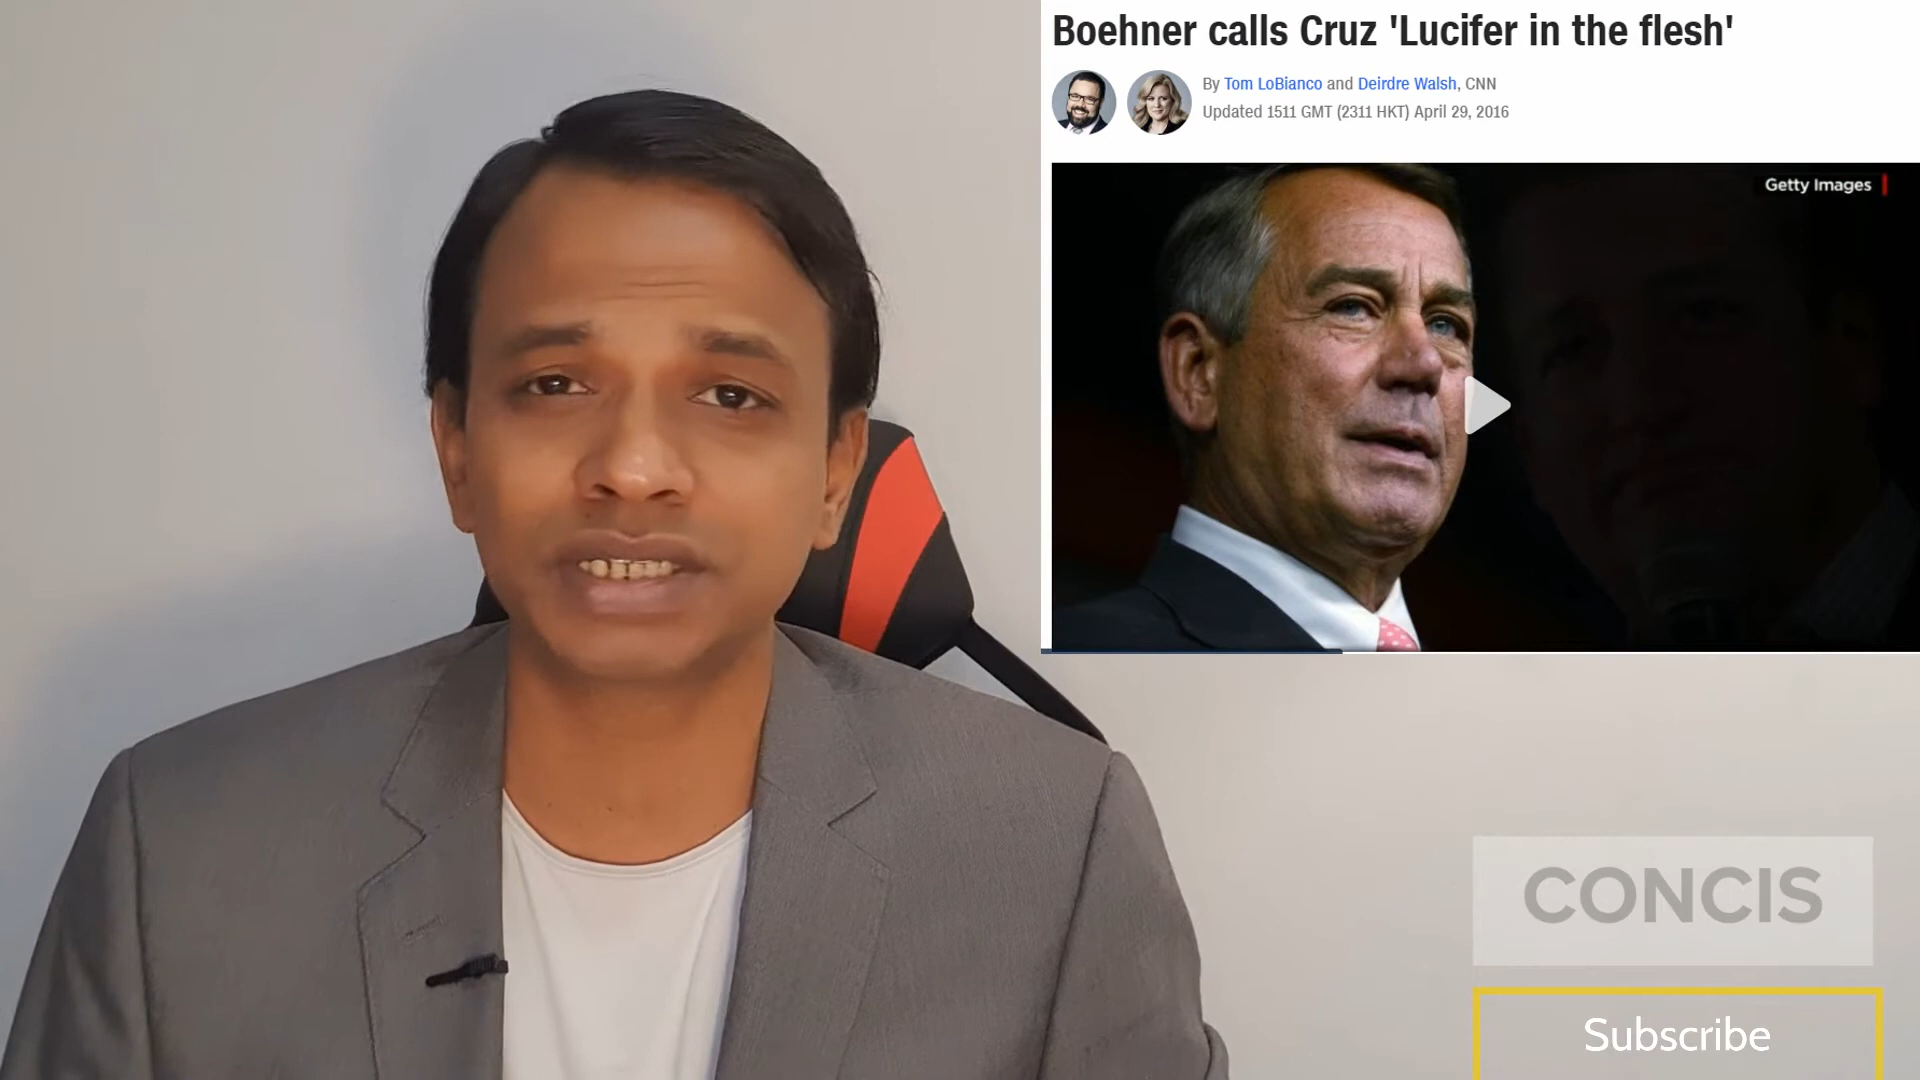 Boehner calls Cruz 'Lucifer in the flesh'
By Tom LoBianco and Deirdre Walsh, CNN
Updated 1511 GMT (2311 HKT) April 29, 2016
Getty Images
CONCIS
Subscribe